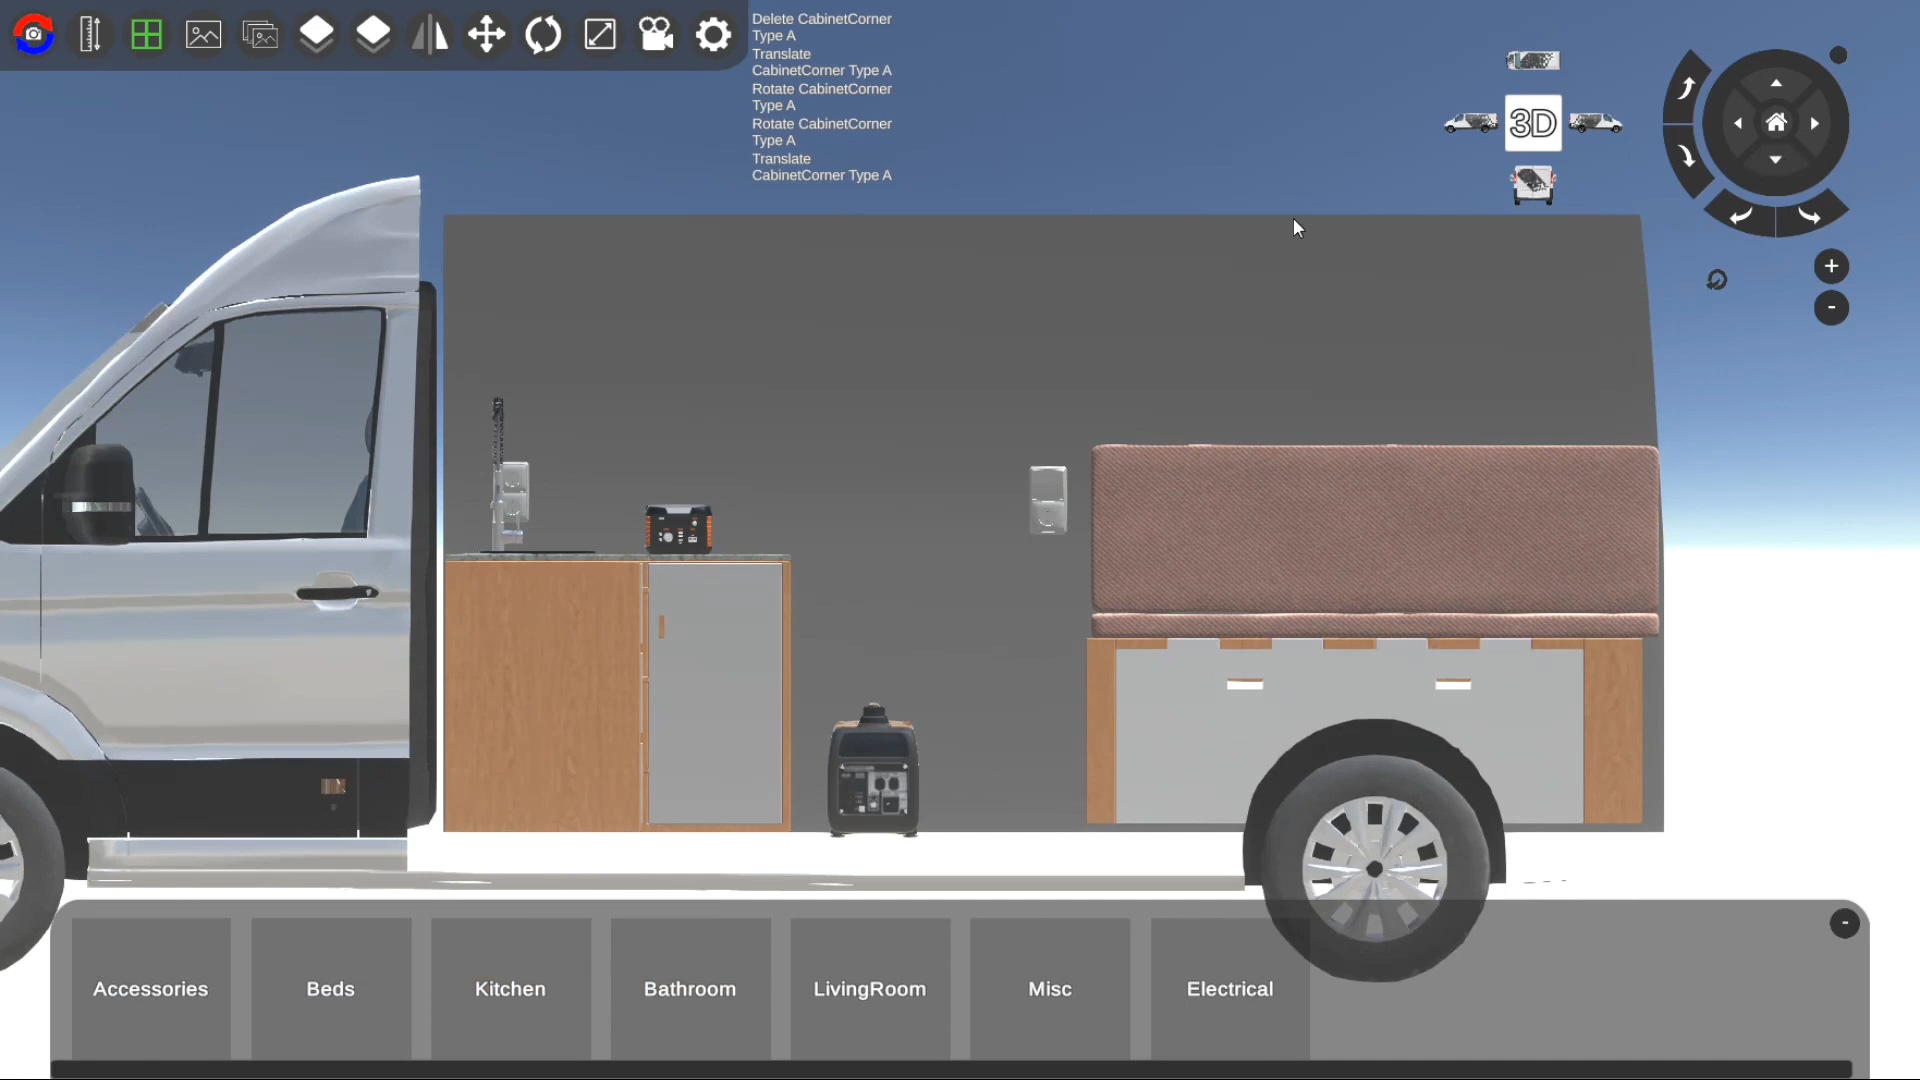 Delete CabinetCorner
Type A
Translate
CabinetCorner Type A
Rotate CabinetCorner
Type A
Rotate CabinetCorner
Type A
Translate
CabinetCorner Type A
3D
+
-
-
Accessories
Beds
Kitchen
Bathroom
LivingRoom
Misc
Electrical